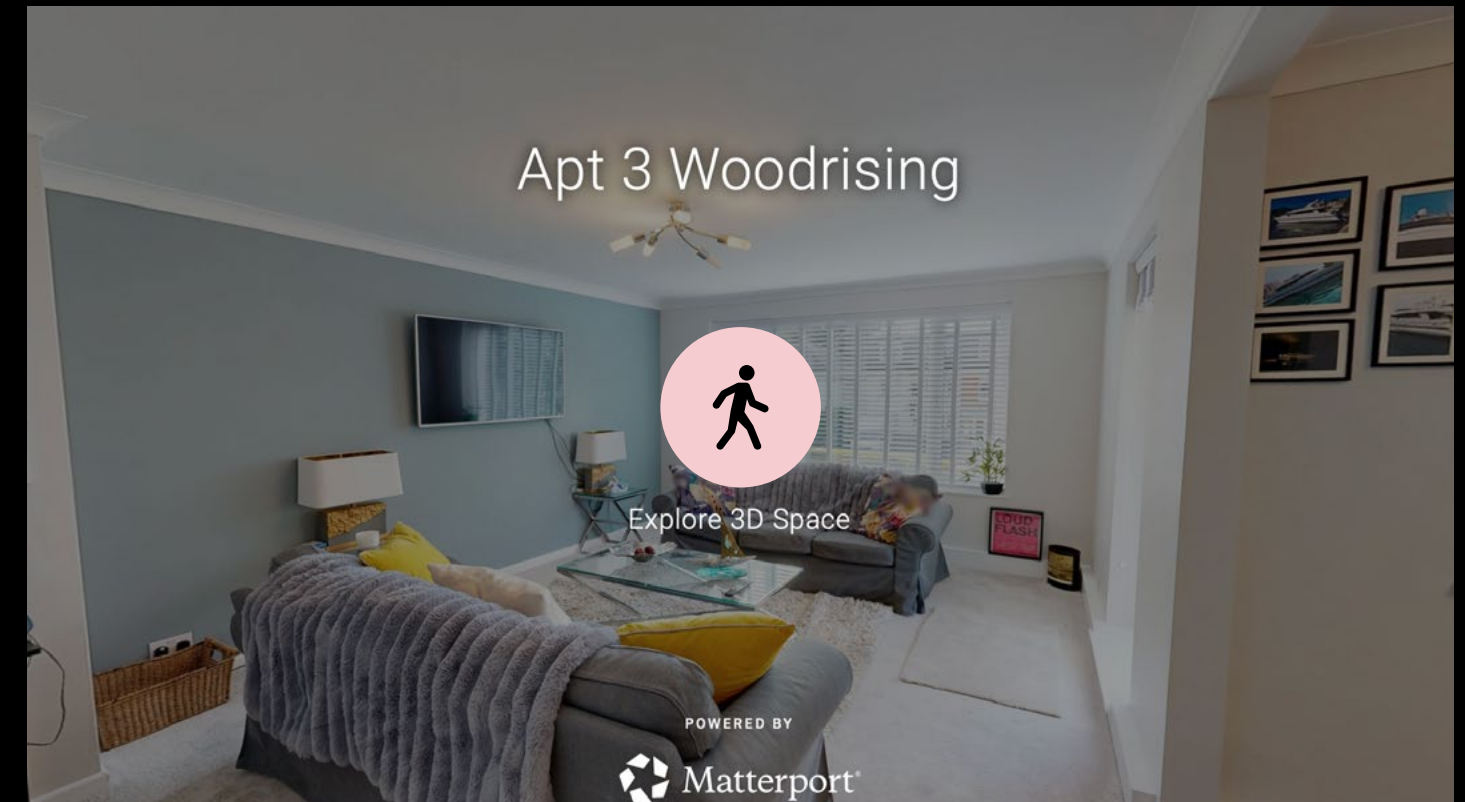 Apt 3 Woodrising
Explore 3D Space
LOUD
FLASH
POWERED BY
Matterport®